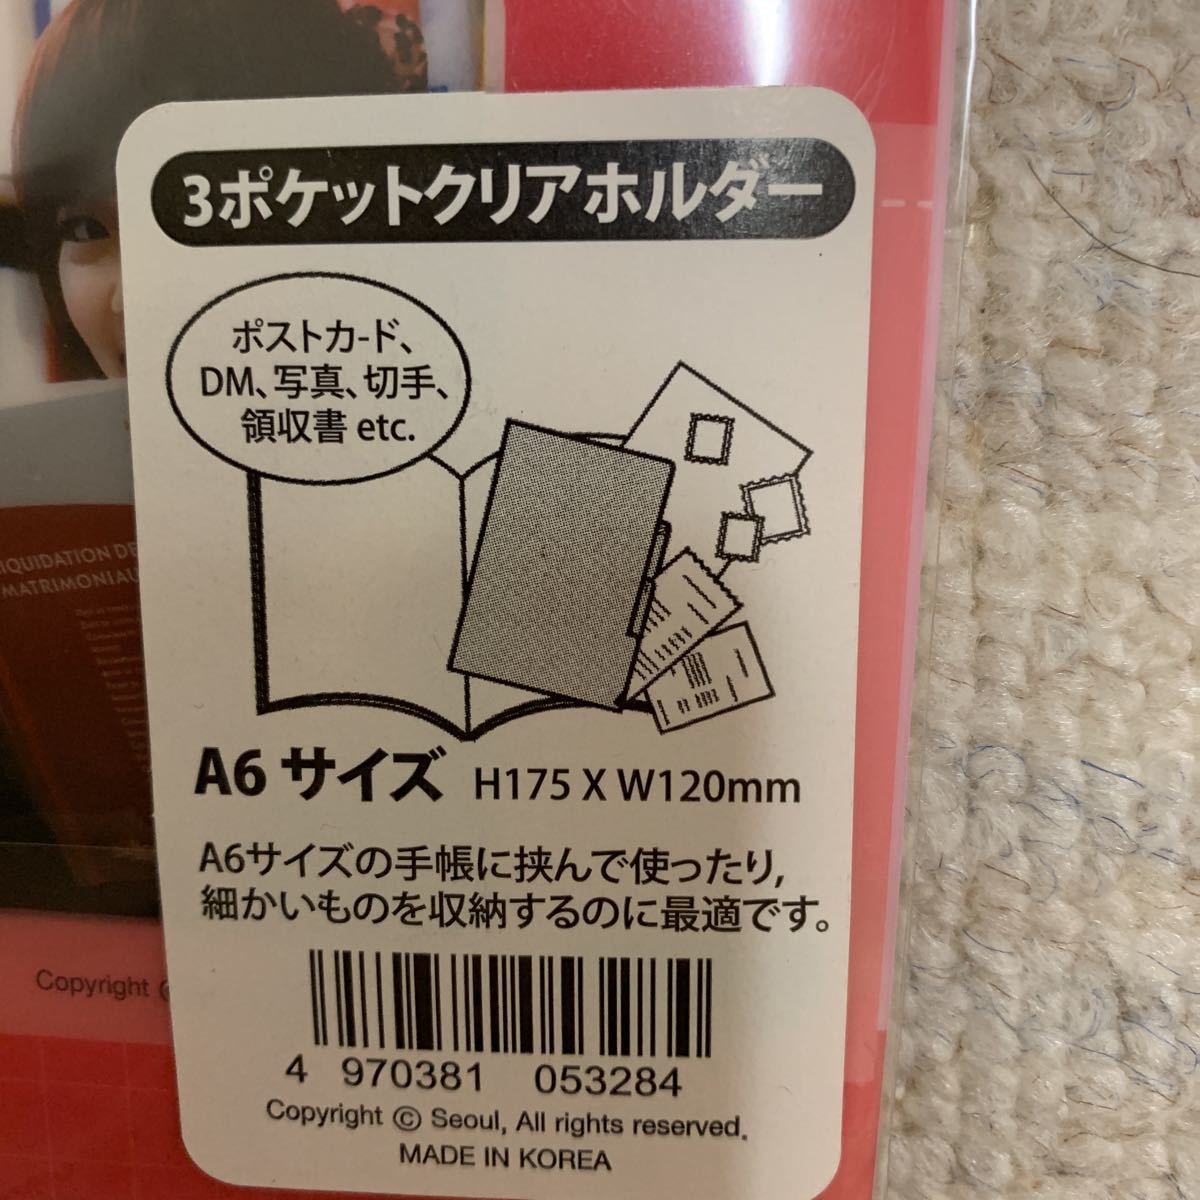 3ポケットクリアホルダー
ポストカード、
DM、写真、切手、
領収書 etc.
IQUIDATION DE
MATRIMONIAU
A6 サイズ H175 X W120mm
A6サイズの手帳に挟んで使ったり,
細かいものを収納するのに最適です。
Copyright ©
4 970381 053284
Copyright © Seoul, All rights reserved.
MADE IN KOREA